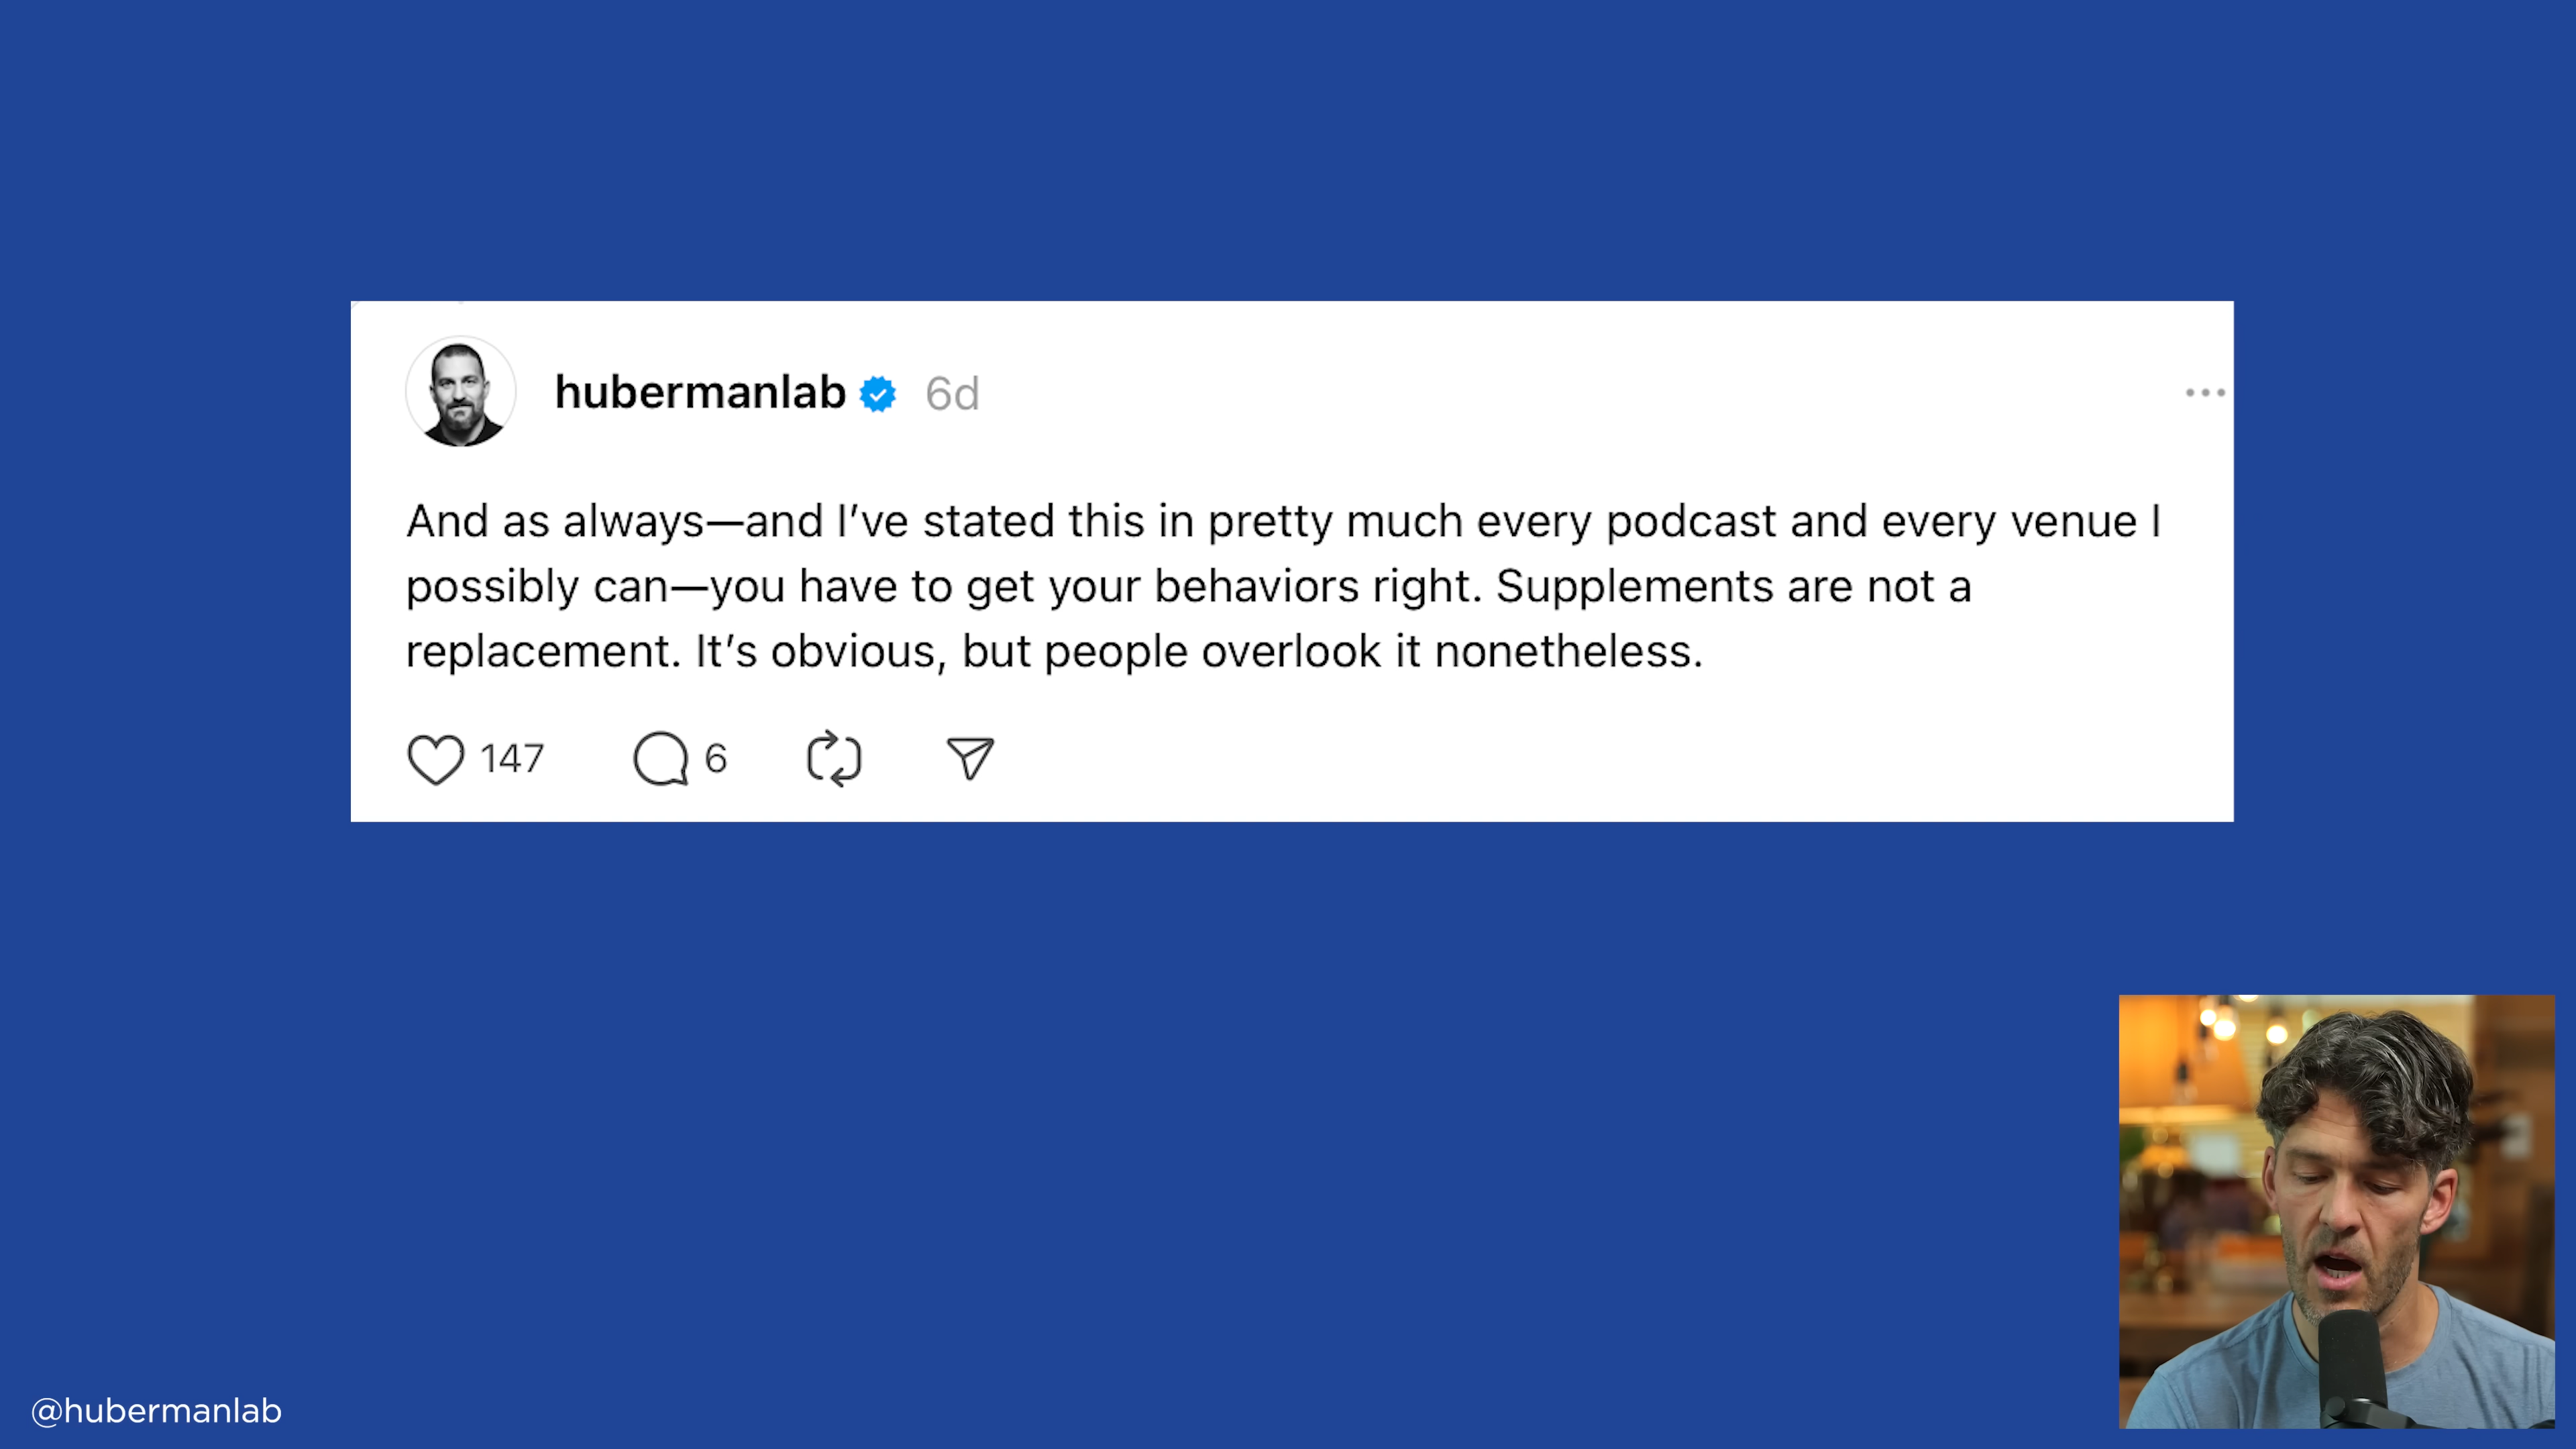 hubermanlab 6d
And as always—and I’ve stated this in pretty much every podcast and every venue I
possibly can—you have to get your behaviors right. Supplements are not a
replacement. It’s obvious, but people overlook it nonetheless.
147 6
@hubermanlab